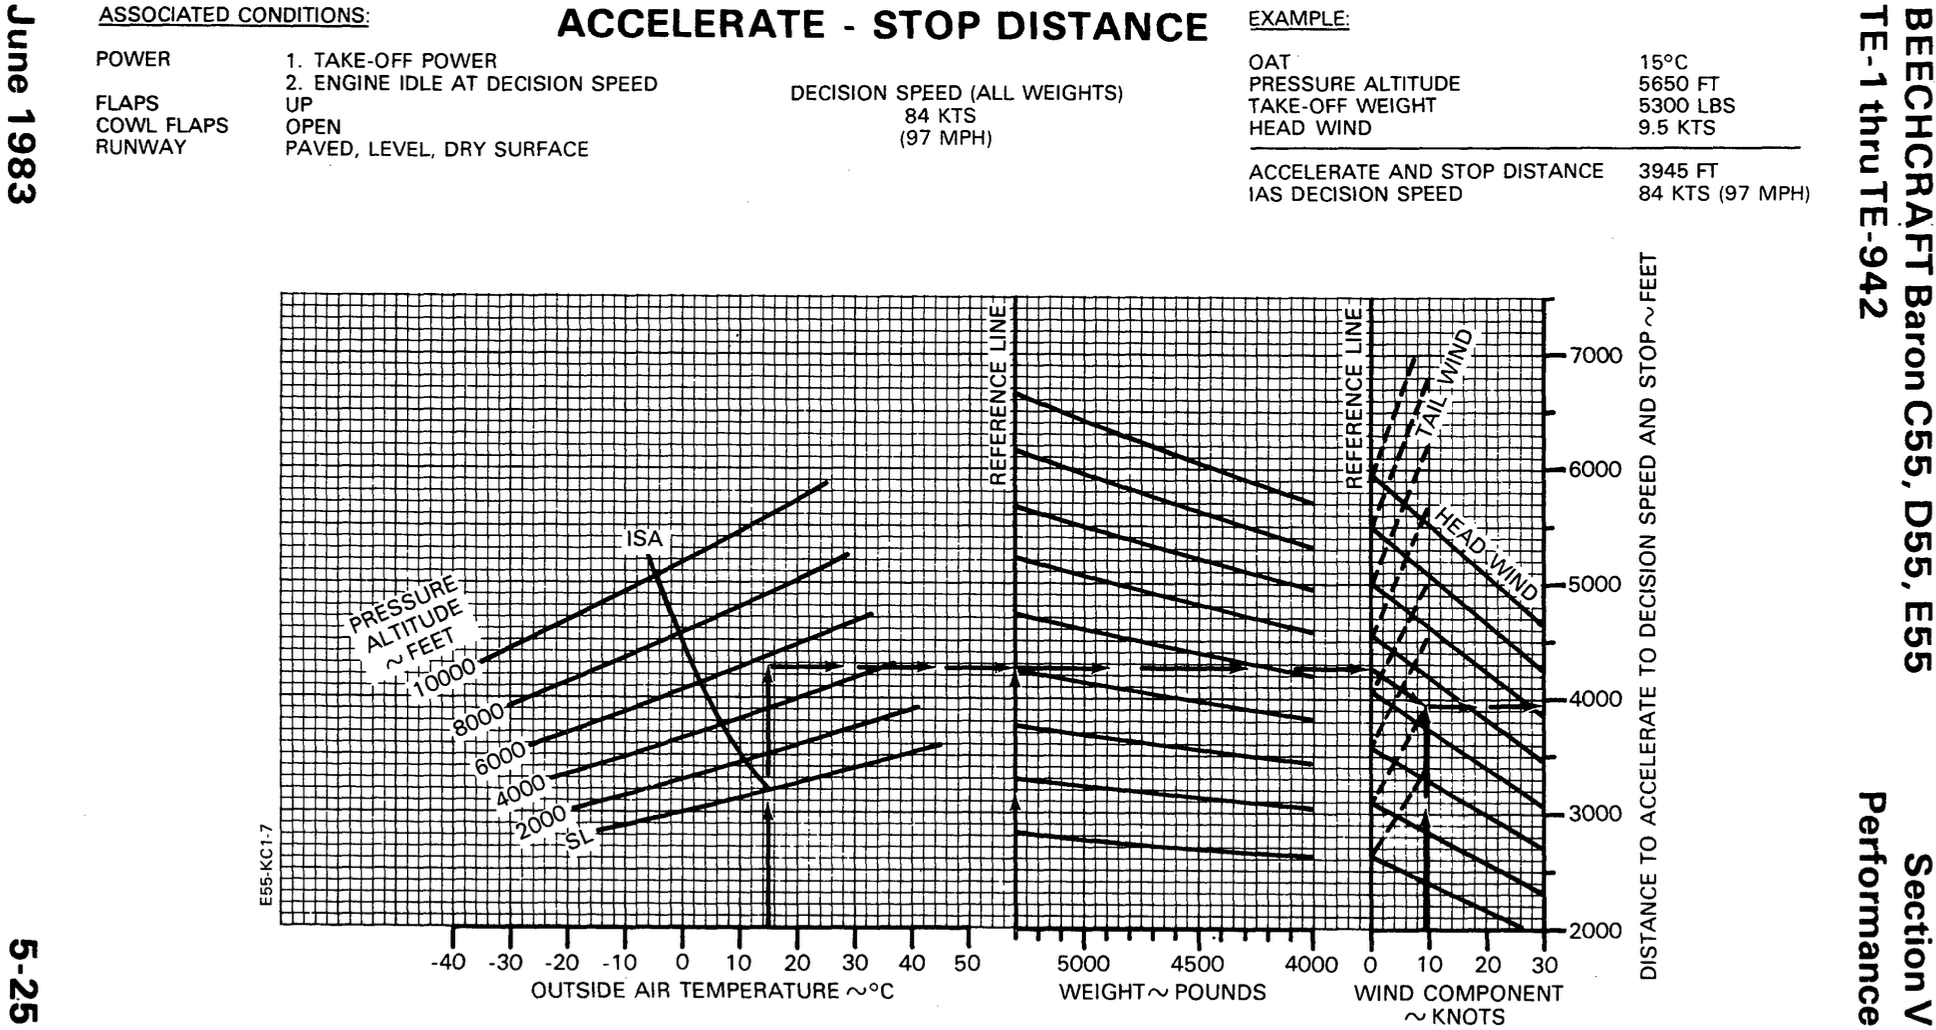 ASSOCIATED CONDITIONS:
POWER 1. TAKE-OFF POWER
2. ENGINE IDLE AT DECISION SPEED
FLAPS UP
COWL FLAPS OPEN
RUNWAY PAVED, LEVEL, DRY SURFACE
ACCELERATE - STOP DISTANCE
DECISION SPEED (ALL WEIGHTS)
84 KTS
(97 MPH)
EXAMPLE:
OAT 15°C
PRESSURE ALTITUDE 5650 FT
TAKE-OFF WEIGHT 5300 LBS
HEAD WIND 9.5 KTS
ACCELERATE AND STOP DISTANCE 3945 FT
IAS DECISION SPEED 84 KTS (97 MPH)
BEECHCRAFT Baron C55, D55, E55
TE-1 thru TE-942
Section V
Performance
June 1983
5-25
ISA
PRESSURE
ALTITUDE
~ FEET
10000
8000
6000
4000
2000
SL
REFERENCE LINE
REFERENCE LINE
TAIL WIND
HEAD WIND
7000
6000
5000
4000
3000
2000
DISTANCE TO ACCELERATE TO DECISION SPEED AND STOP ~ FEET
E55-KC1-7
-40 -30 -20 -10 0 10 20 30 40 50
OUTSIDE AIR TEMPERATURE ~ °C
5000 4500 4000
WEIGHT ~ POUNDS
0 10 20 30
WIND COMPONENT
~ KNOTS